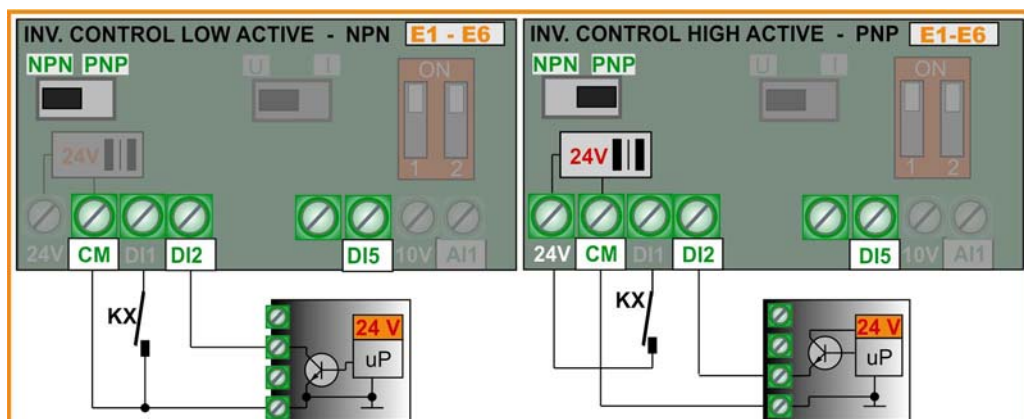 INV. CONTROL LOW ACTIVE - NPN E1 - E6
NPN PNP
U I
ON
24V
1 2
24V CM DI1 DI2 DI5 10V AI1
KX
24 V
uP
INV. CONTROL HIGH ACTIVE - PNP E1-E6
NPN PNP
U I
ON
24V
1 2
24V CM DI1 DI2 DI5 10V AI1
KX
24 V
uP